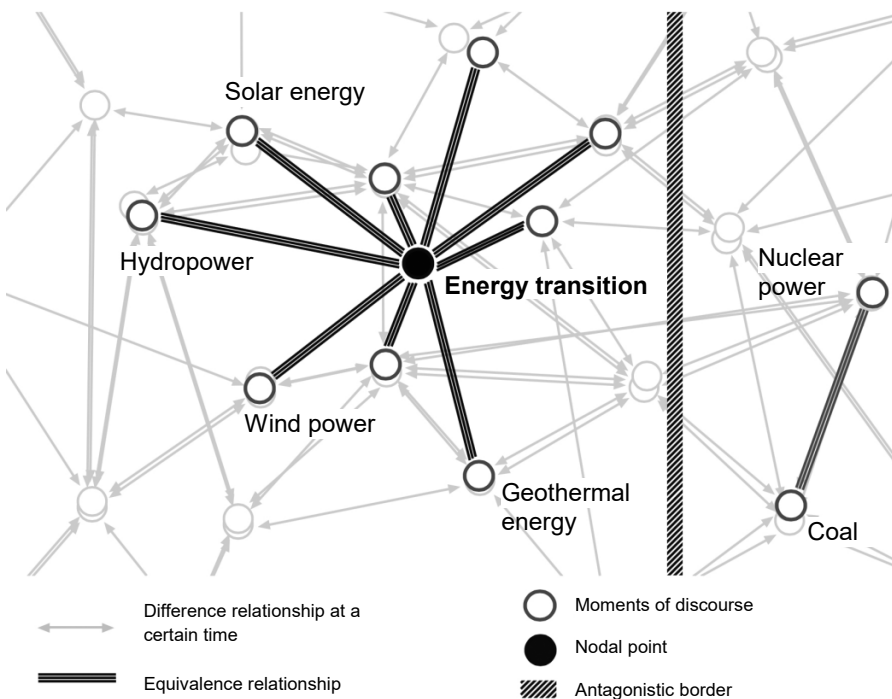 Solar energy
Hydropower
Energy transition
Nuclear
power
Wind power
Geothermal
energy
Coal
Difference relationship at a
certain time
Equivalence relationship
Moments of discourse
Nodal point
Antagonistic border